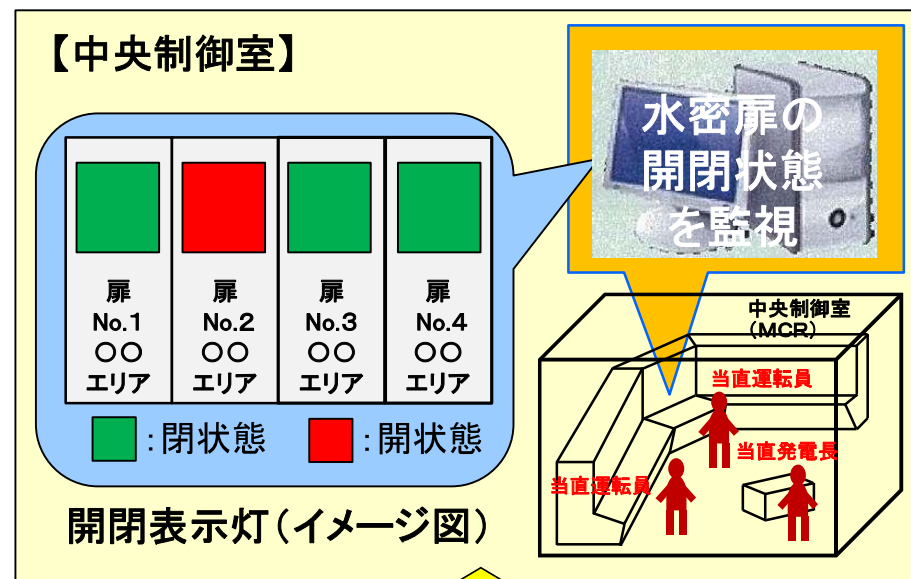 【中央制御室】
水密扉の
開閉状態
を監視
扉
No.1
○○
エリア
扉
No.2
○○
エリア
扉
No.3
○○
エリア
扉
No.4
○○
エリア
:閉状態
:開状態
開閉表示灯(イメージ図)
中央制御室
(MCR)
当直運転員
当直発電長
当直運転員